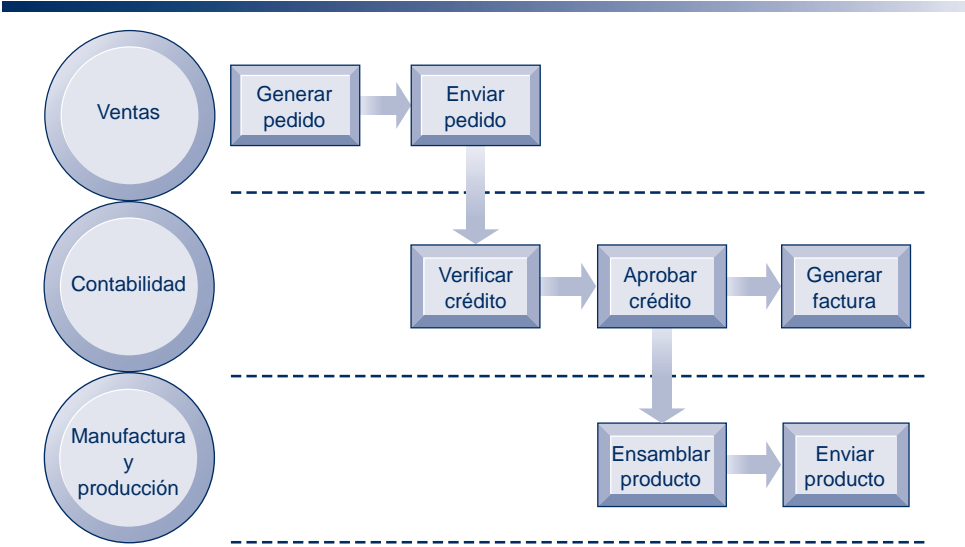 Ventas
Generar
pedido
Enviar
pedido
Contabilidad
Verificar
crédito
Aprobar
crédito
Generar
factura
Manufactura
y
producción
Ensamblar
producto
Enviar
producto